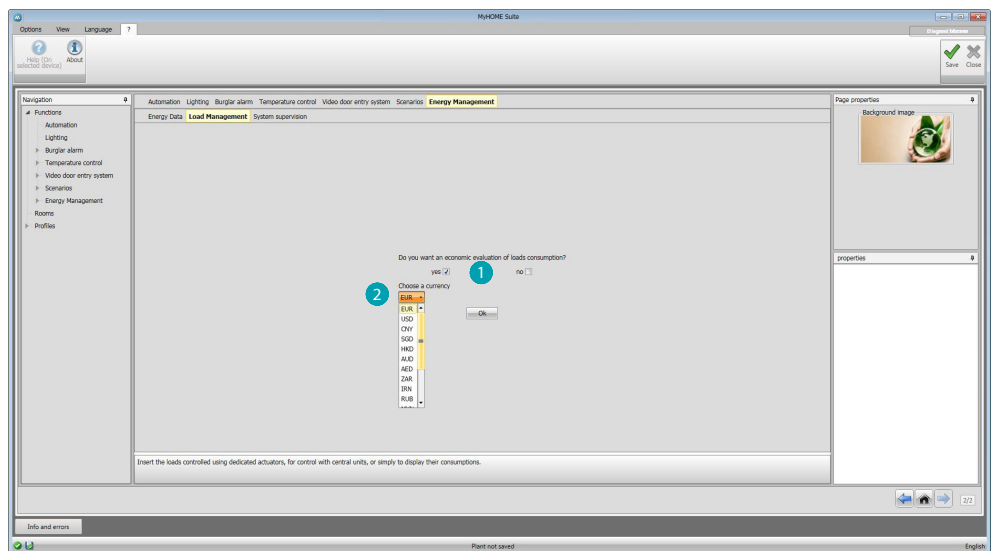 MyHOME Suite
Options View Language ?
Help (On selected device)
About
Save Close
Navigation
Functions
Automation
Lighting
Burglar alarm
Temperature control
Video door entry system
Scenarios
Energy Management
Rooms
Profiles
Automation Lighting Burglar alarm Temperature control Video door entry system Scenarios Energy Management
Energy Data Load Management System supervision
Do you want an economic evaluation of loads consumption?
yes 1 no
Choose a currency
2
EUR
Ok
EUR
USD
CNY
SGD
HKD
AUD
AED
ZAR
IRN
RUB
Insert the loads controlled using dedicated actuators, for control with central units, or simply to display their consumptions.
Page properties
Background image
properties
2/2
Info and errors
Plant not saved
English